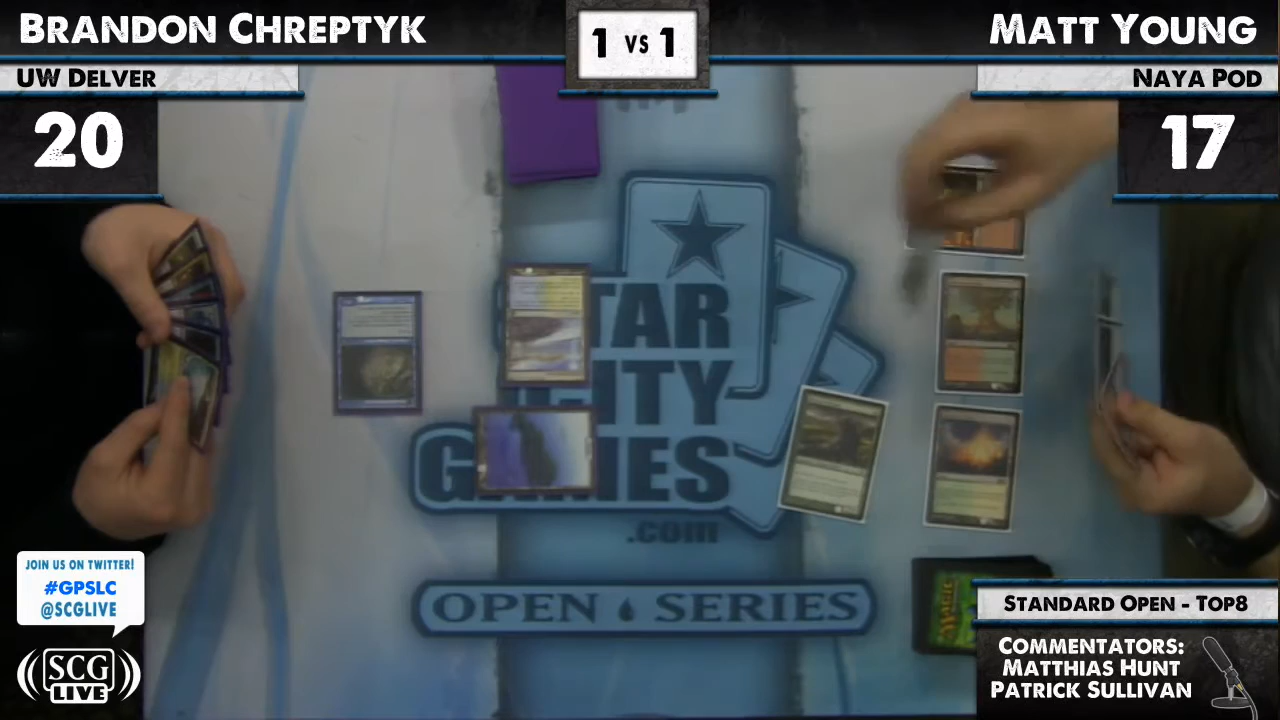 BRANDON CHREPTYK
1 VS 1
MATT YOUNG
UW DELVER
NAYA POD
20
17
STAR
CITY
GAMES
.com
OPEN SERIES
JOIN US ON TWITTER!
#GPSLC
@SCGLIVE
SCG
LIVE
MAGIC
STANDARD OPEN - TOP8
COMMENTATORS:
MATTHIAS HUNT
PATRICK SULLIVAN